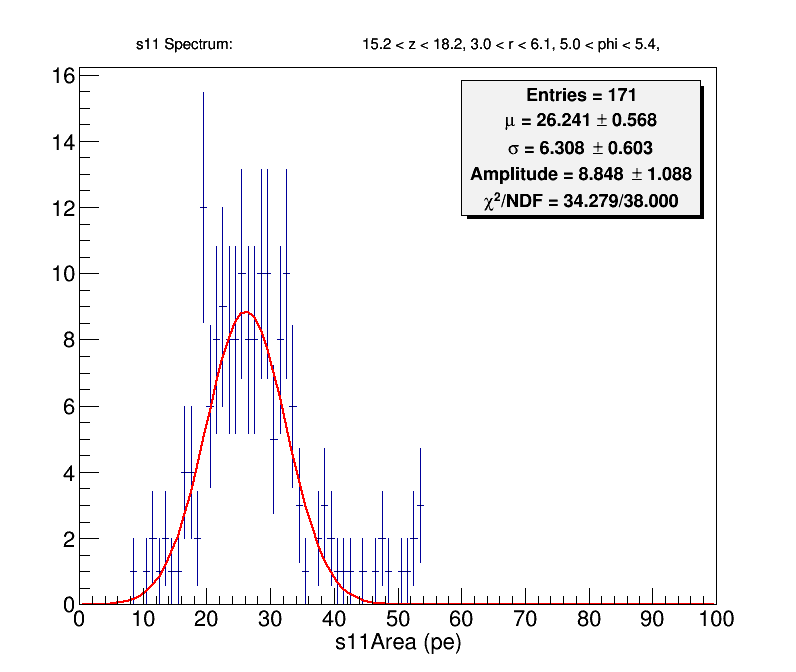 s11 Spectrum: 15.2 < z < 18.2, 3.0 < r < 6.1, 5.0 < phi < 5.4,
Entries = 171
μ = 26.241 ± 0.568
σ = 6.308 ± 0.603
Amplitude = 8.848 ± 1.088
χ²/NDF = 34.279/38.000
16
14
12
10
8
6
4
2
0
0 10 20 30 40 50 60 70 80 90 100
s11Area (pe)